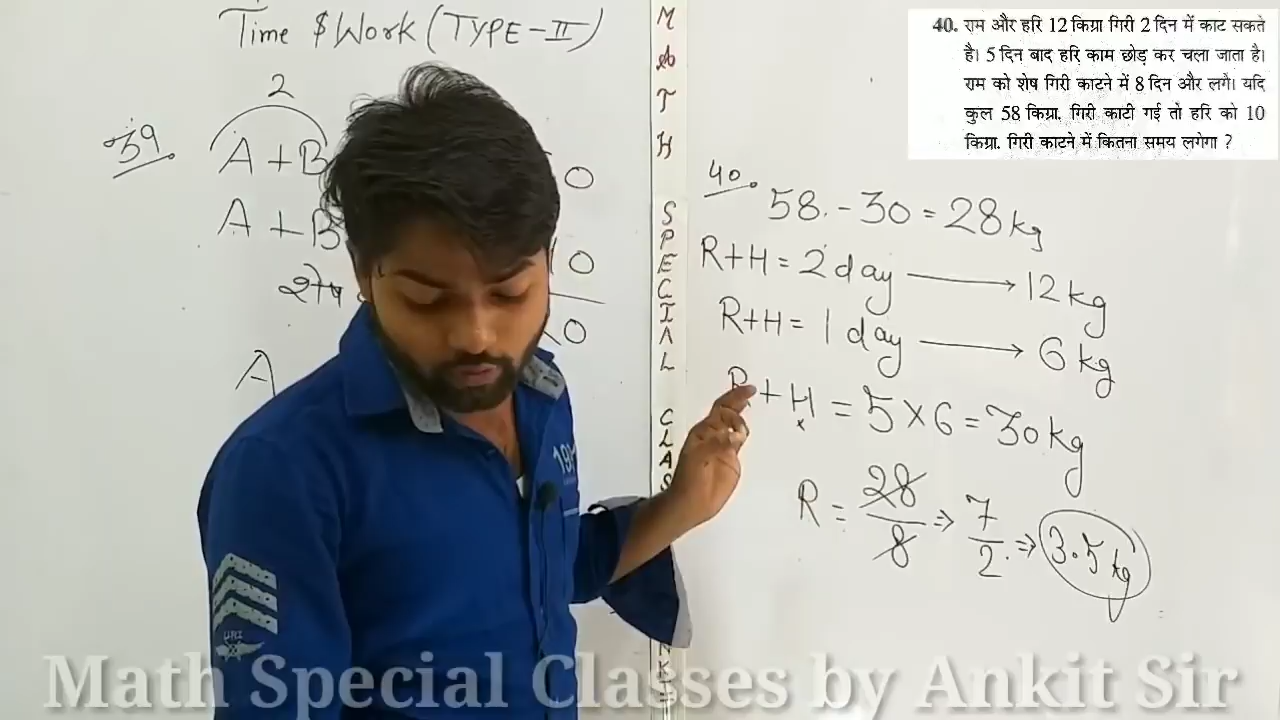 Time & Work (TYPE-II)
39.
2
A+B
0
A+B
10
शेष
0
A
MATH SPECIAL CLASS
40. राम और हरि 12 किग्रा गिरी 2 दिन में काट सकते
है। 5 दिन बाद हरि काम छोड़ कर चला जाता है।
राम को शेष गिरी काटने में 8 दिन और लगे। यदि
कुल 58 किग्रा. गिरी काटी गई तो हरि को 10
किग्रा. गिरी काटने में कितना समय लगेगा ?
40.
58 - 30 = 28 kg
R+H = 2 day → 12 kg
R+H = 1 day → 6 kg
R+H = 5×6 = 30 kg
R = 28/8 ⇒ 7/2 ⇒ 3.5 kg
Math Special Classes by Ankit Sir